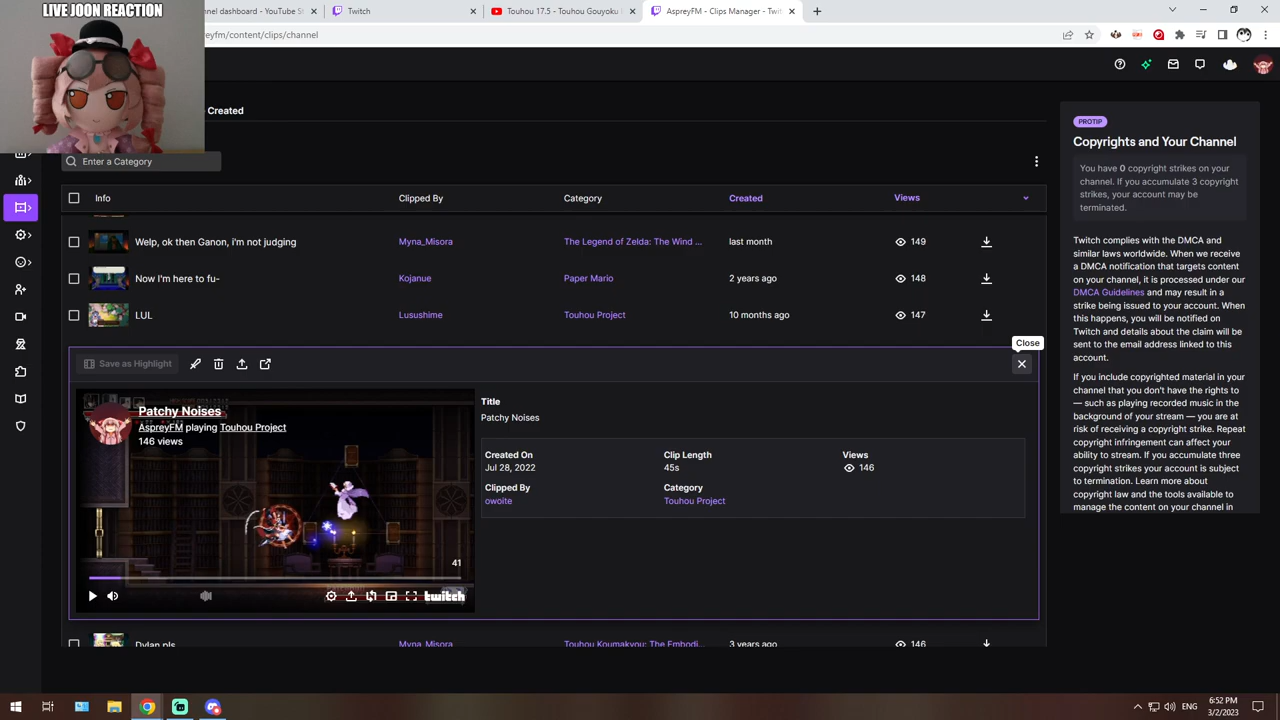 LIVE JOON REACTION
nnel dashboard - YouTube St
Twitch
Touhou 17.5 - Touhou Gouyoku I
AspreyFM - Clips Manager - Twit
eyfm/content/clips/channel
Created
Enter a Category
Info
Clipped By
Category
Created
Views
Welp, ok then Ganon, i'm not judging
Myna_Misora
The Legend of Zelda: The Wind ...
last month
149
Now I'm here to fu-
Kojanue
Paper Mario
2 years ago
148
LUL
Lusushime
Touhou Project
10 months ago
147
Close
Save as Highlight
Patchy Noises
AspreyFM playing Touhou Project
146 views
41
twitch
Title
Patchy Noises
Created On
Clip Length
Views
Jul 28, 2022
45s
146
Clipped By
Category
owoite
Touhou Project
Dylan pls
Myna_Misora
Touhou Koumakyou: The Embodi...
3 years ago
146
PROTIP
Copyrights and Your Channel
You have 0 copyright strikes on your
channel. If you accumulate 3 copyright
strikes, your account may be
terminated.
Twitch complies with the DMCA and
similar laws worldwide. When we receive
a DMCA notification that targets content
on your channel, it is processed under our
DMCA Guidelines and may result in a
strike being issued to your account. When
this happens, you will be notified on
Twitch and details about the claim will be
sent to the email address linked to this
account.
If you include copyrighted material in your
channel that you don't have the rights to
— such as playing recorded music in the
background of your stream — you are at
risk of receiving a copyright strike. Repeat
copyright infringement can affect your
ability to stream. If you accumulate three
copyright strikes your account is subject
to termination. Learn more about
copyright law and the tools available to
manage the content on your channel in
ENG
6:52 PM
3/2/2023